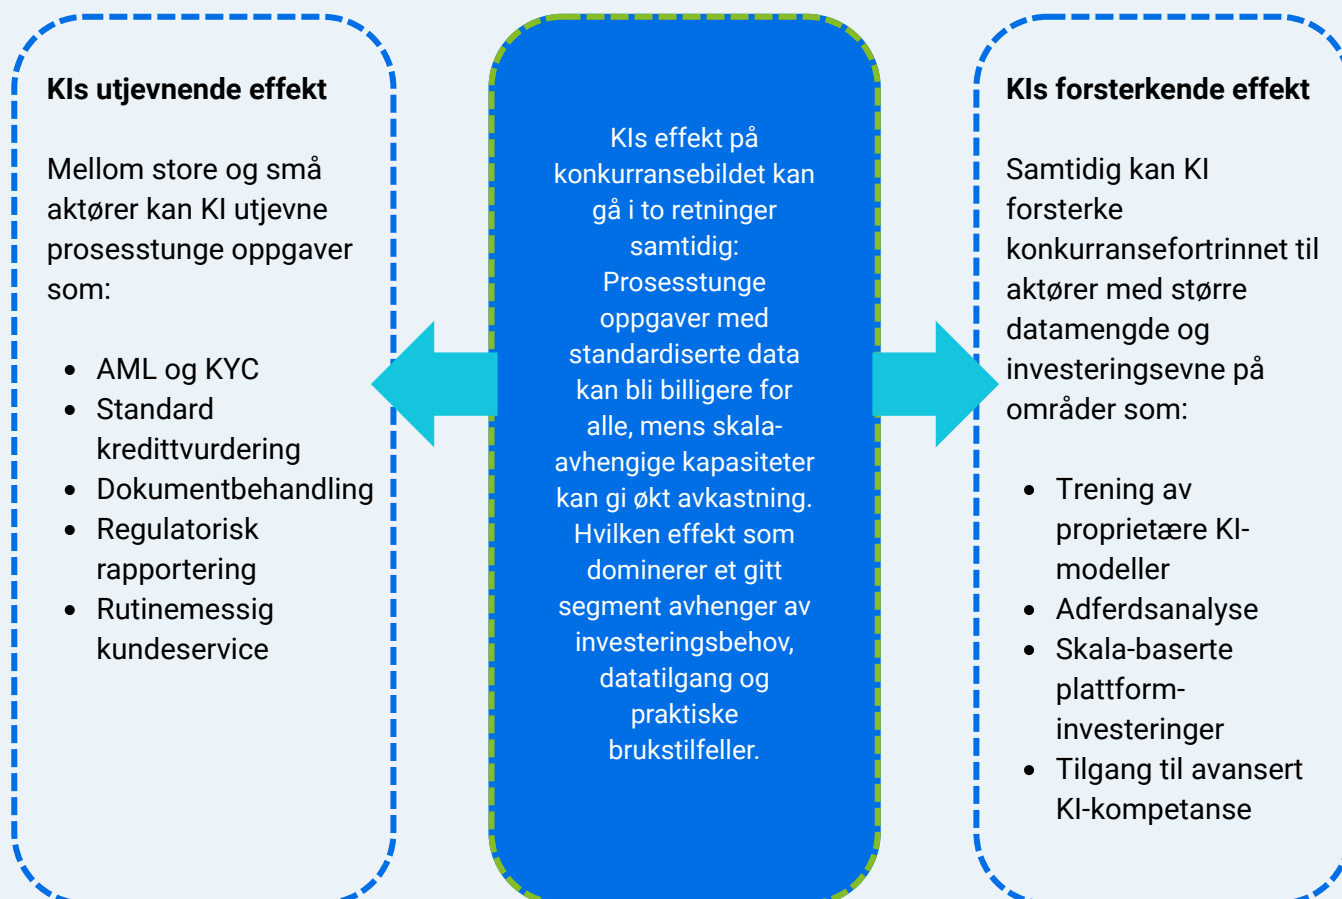 KIs utjevnende effekt
Mellom store og små
aktører kan KI utjevne
prosesstunge oppgaver
som:
• AML og KYC
• Standard
kredittvurdering
• Dokumentbehandling
• Regulatorisk
rapportering
• Rutinemessig
kundeservice
KIs effekt på
konkurransebildet kan
gå i to retninger
samtidig:
Prosesstunge
oppgaver med
standardiserte data
kan bli billigere for
alle, mens skala-
avhengige kapasiteter
kan gi økt avkastning.
Hvilken effekt som
dominerer et gitt
segment avhenger av
investeringsbehov,
datatilgang og
praktiske
brukstilfeller.
KIs forsterkende effekt
Samtidig kan KI
forsterke
konkurransefortrinnet til
aktører med større
datamengde og
investeringsevne på
områder som:
• Trening av
proprietære KI-
modeller
• Adferdsanalyse
• Skala-baserte
plattform-
investeringer
• Tilgang til avansert
KI-kompetanse